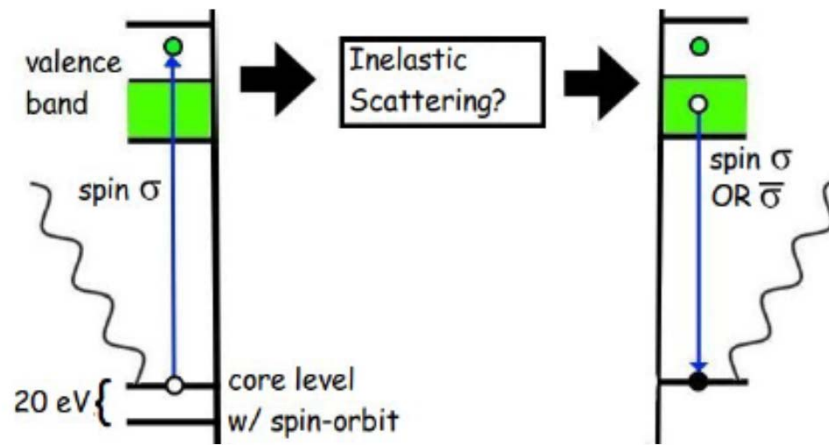 valence
band
Inelastic
Scattering?
spin σ
spin σ
OR σ̅
20 eV
core level
w/ spin-orbit